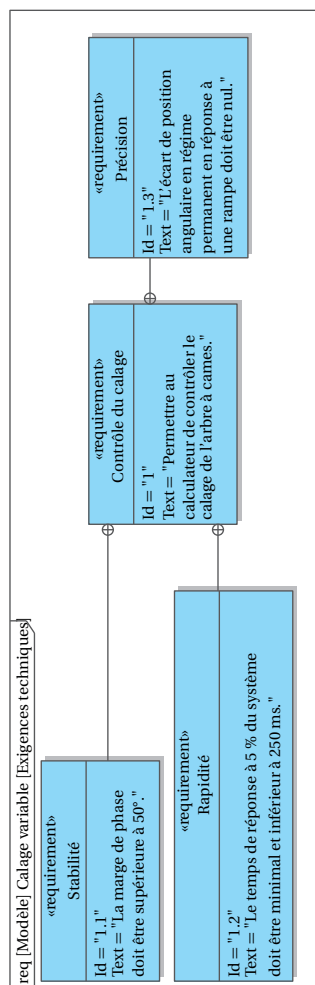 req [Modèle] Calage variable [Exigences techniques]
«requirement»
Stabilité
Id = "1.1"
Text = "La marge de phase
doit être supérieure à 50°."
«requirement»
Rapidité
Id = "1.2"
Text = "Le temps de réponse à 5 % du système
doit être minimal et inférieur à 250 ms."
«requirement»
Contrôle du calage
Id = "1"
Text = "Permettre au
calculateur de contrôler le
calage de l'arbre à cames."
«requirement»
Précision
Id = "1.3"
Text = "L'écart de position
angulaire en régime
permanent en réponse à
une rampe doit être nul."